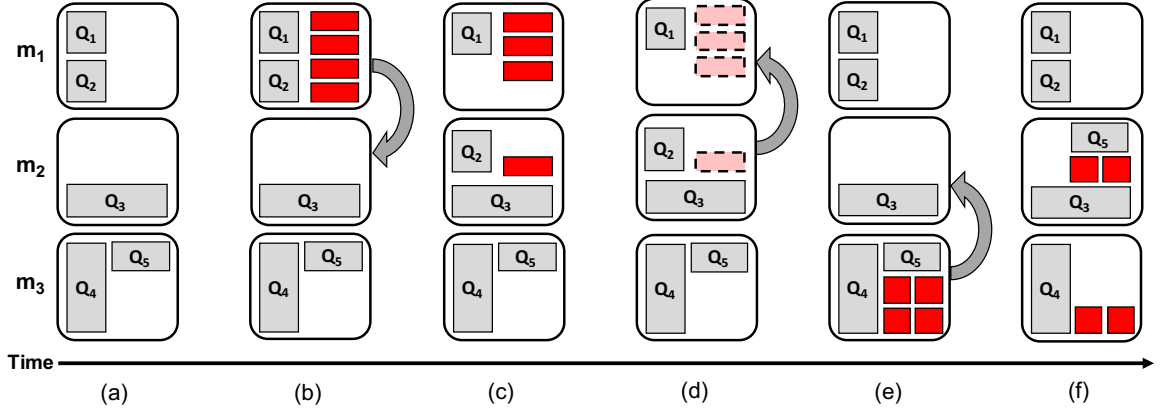 m1 Q1 Q1 Q1 Q1 Q1 Q1
Q2 Q2 Q2 Q2
m2 Q2 Q2 Q5
Q3 Q3 Q3 Q3 Q3 Q3
m3 Q5 Q5 Q5 Q5 Q5
Q4 Q4 Q4 Q4 Q4 Q4
Time
(a) (b) (c) (d) (e) (f)